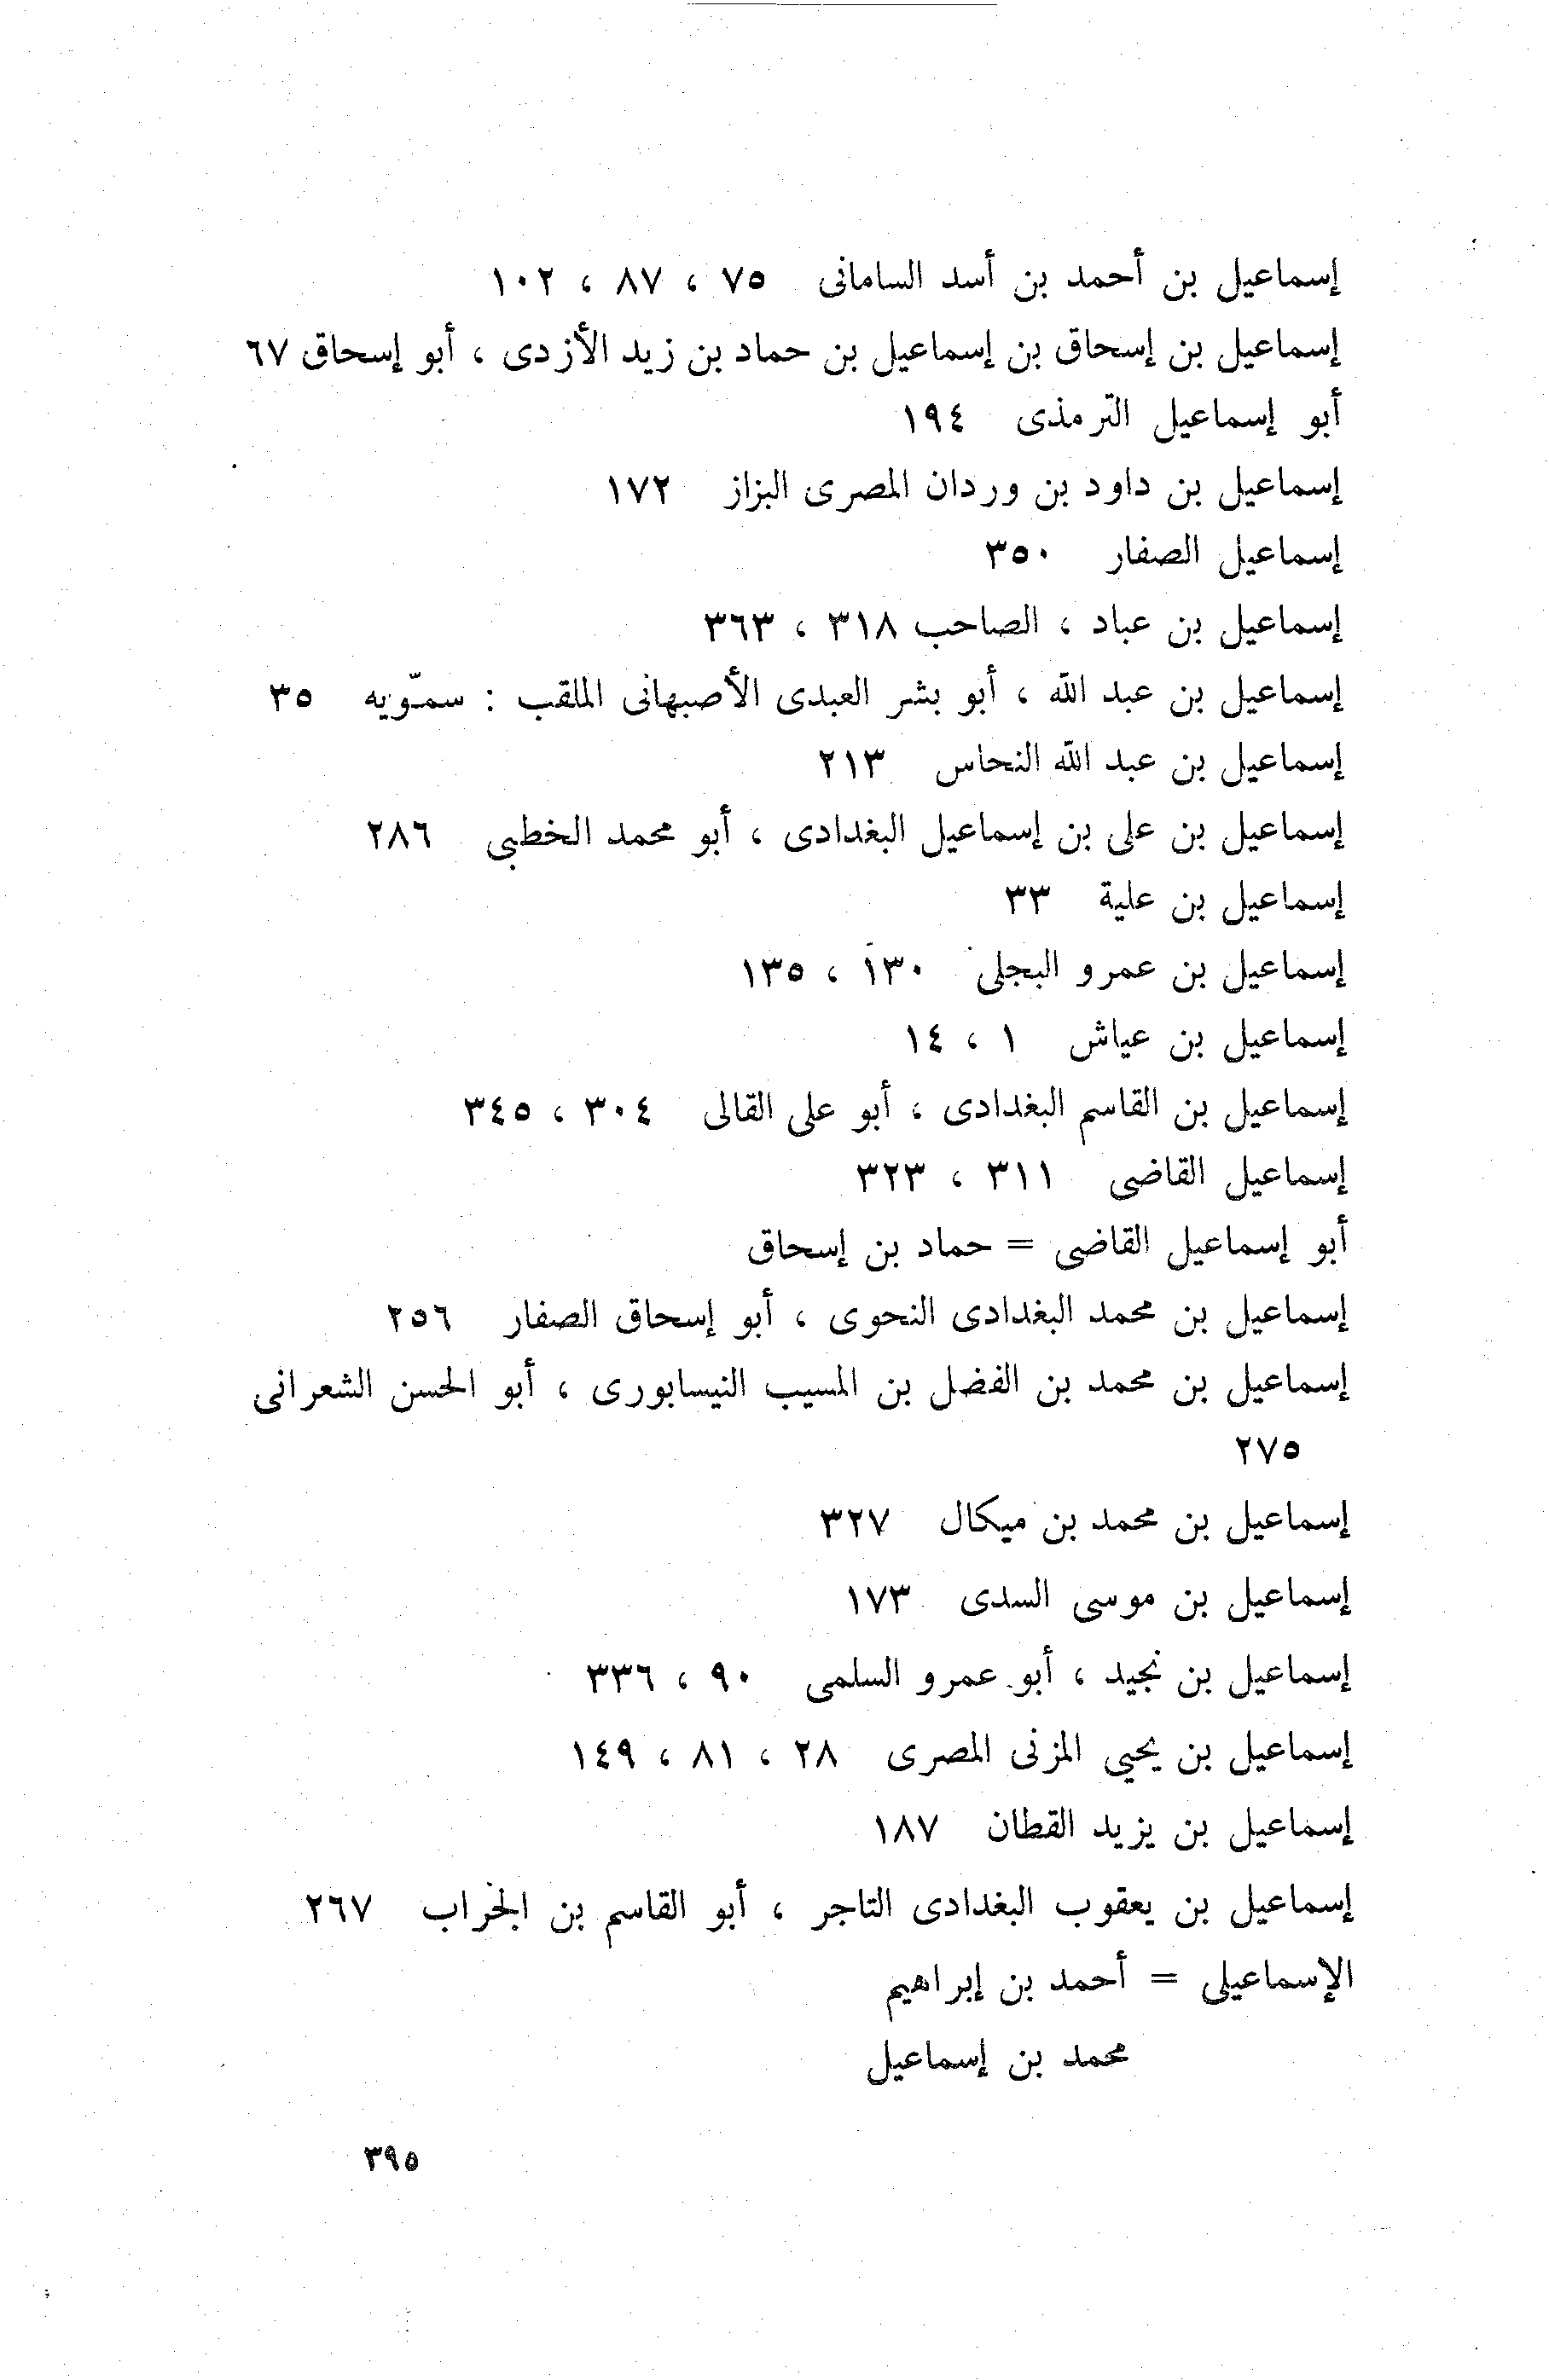 إسماعيل بن أحمد بن أسد السامانى ٧٥ ، ٨٧ ، ١٠٢
إسماعيل بن إسحاق بن إسماعيل بن حماد بن زيد الأزدى ، أبو إسحاق ٦٧
أبو إسماعيل الترمذى ١٩٤
إسماعيل بن داود بن وردان المصرى البزاز ١٧٢
إسماعيل الصفار ٣٥٠
إسماعيل بن عباد ، الصاحب ٣١٨ ، ٣٦٣
إسماعيل بن عبد الله ، أبو بشر العبدى الأصبهانى الملقب : سمّويه ٣٥
إسماعيل بن عبد الله النحاس ٢١٣
إسماعيل بن على بن إسماعيل البغدادى ، أبو محمد الخطبى ٢٨٦
إسماعيل بن علية ٣٣
إسماعيل بن عمرو البجلى ١٣٠ ، ١٣٥
إسماعيل بن عياش ١ ، ١٤
إسماعيل بن القاسم البغدادى ، أبو على القالى ٣٠٤ ، ٣٤٥
إسماعيل القاضى ٣١١ ، ٣٢٣
أبو إسماعيل القاضى = حماد بن إسحاق
إسماعيل بن محمد البغدادى النحوى ، أبو إسحاق الصفار ٢٥٦
إسماعيل بن محمد بن الفضل بن المسيب النيسابورى ، أبو الحسن الشعرانى
٢٧٥
إسماعيل بن محمد بن ميكال ٣٢٧
إسماعيل بن موسى السدى ١٧٣
إسماعيل بن نجيد ، أبو عمرو السلمى ٩٠ ، ٣٣٦
إسماعيل بن يحيى المزنى المصرى ٢٨ ، ٨١ ، ١٤٩
إسماعيل بن يزيد القطان ١٨٧
إسماعيل بن يعقوب البغدادى التاجر ، أبو القاسم بن الجراب ٢٦٧
الإسماعيلى = أحمد بن إبراهيم
محمد بن إسماعيل
٣٩٥